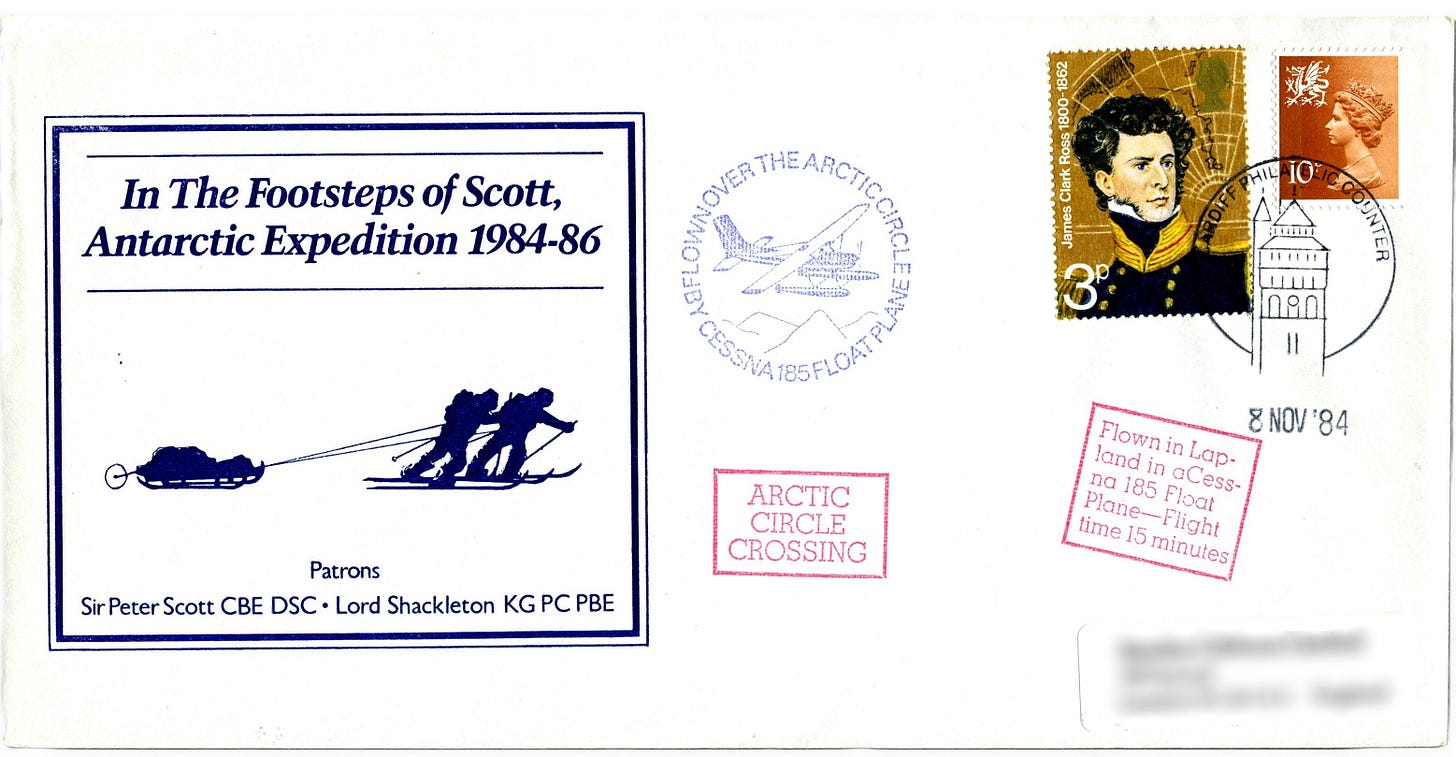 In The Footsteps of Scott,
Antarctic Expedition 1984-86
Patrons
Sir Peter Scott CBE DSC • Lord Shackleton KG PC PBE
FLOWN OVER THE ARCTIC CIRCLE
BY CESSNA 185 FLOAT PLANE
ARCTIC
CIRCLE
CROSSING
James Clark Ross 1800-1862
3p
10P
CARDIFF PHILATELIC COUNTER
8 NOV '84
Flown in Lap-
land in a Cess-
na 185 Float
Plane—Flight
time 15 minutes